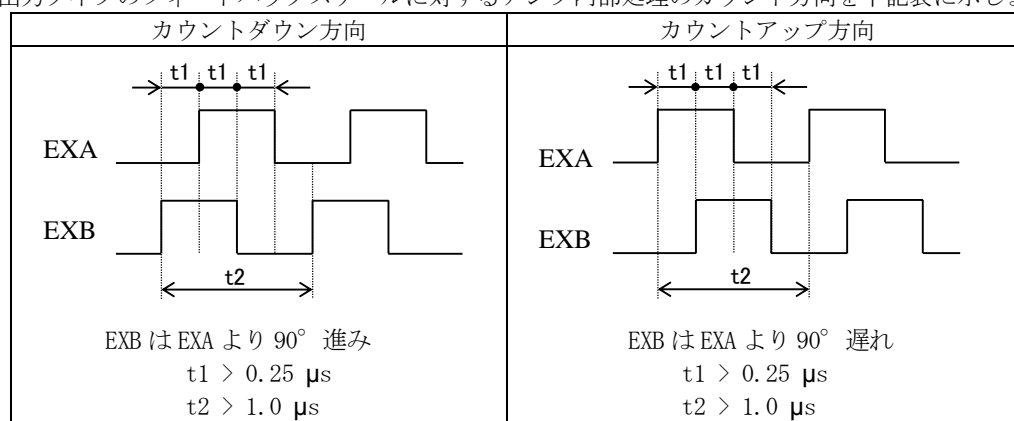 出力タイプのフィードバックスケールに対するアンプ内部処理のカウント方向を下記表に示しま
カウントダウン方向
カウントアップ方向
t1 t1 t1
EXA
EXB
t2
EXB は EXA より 90° 進み
t1 > 0.25 μs
t2 > 1.0 μs
t1 t1 t1
EXA
EXB
t2
EXB は EXA より 90° 遅れ
t1 > 0.25 μs
t2 > 1.0 μs